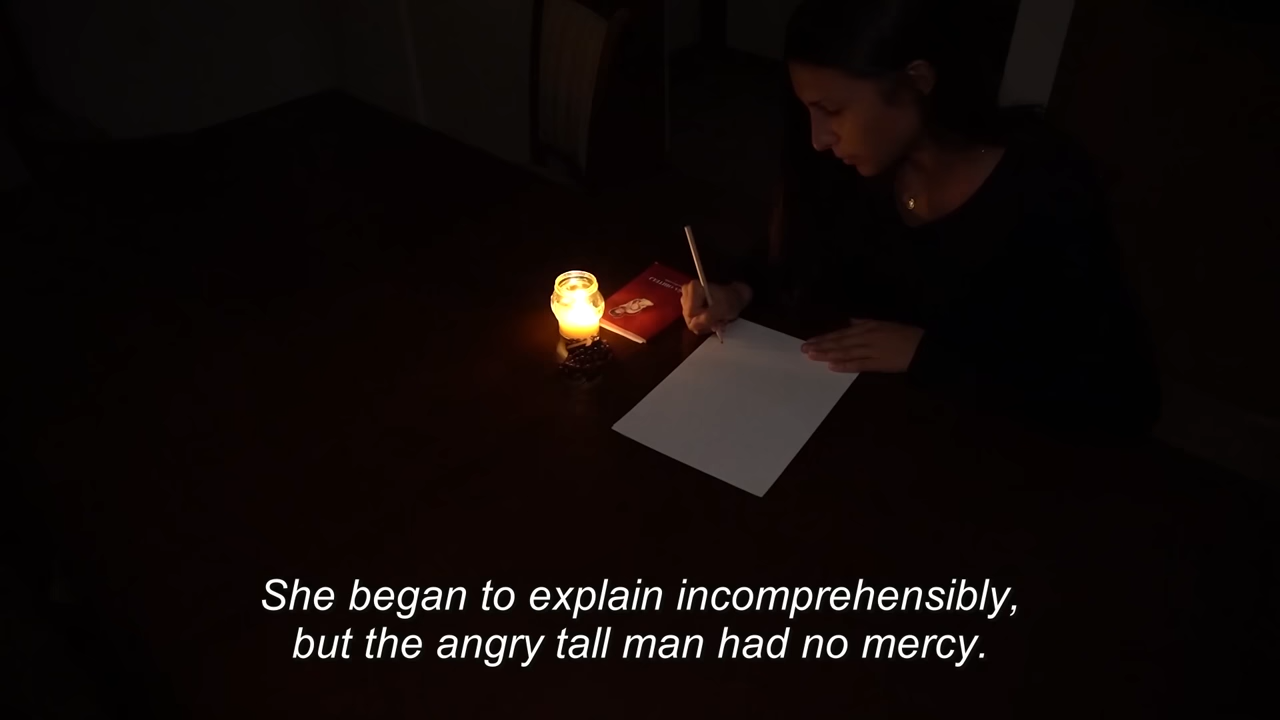 She began to explain incomprehensibly,
but the angry tall man had no mercy.